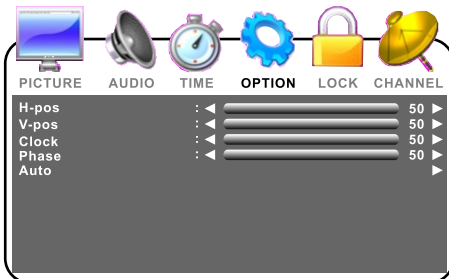 PICTURE AUDIO TIME OPTION LOCK CHANNEL
H-pos : 50
V-pos : 50
Clock : 50
Phase : 50
Auto